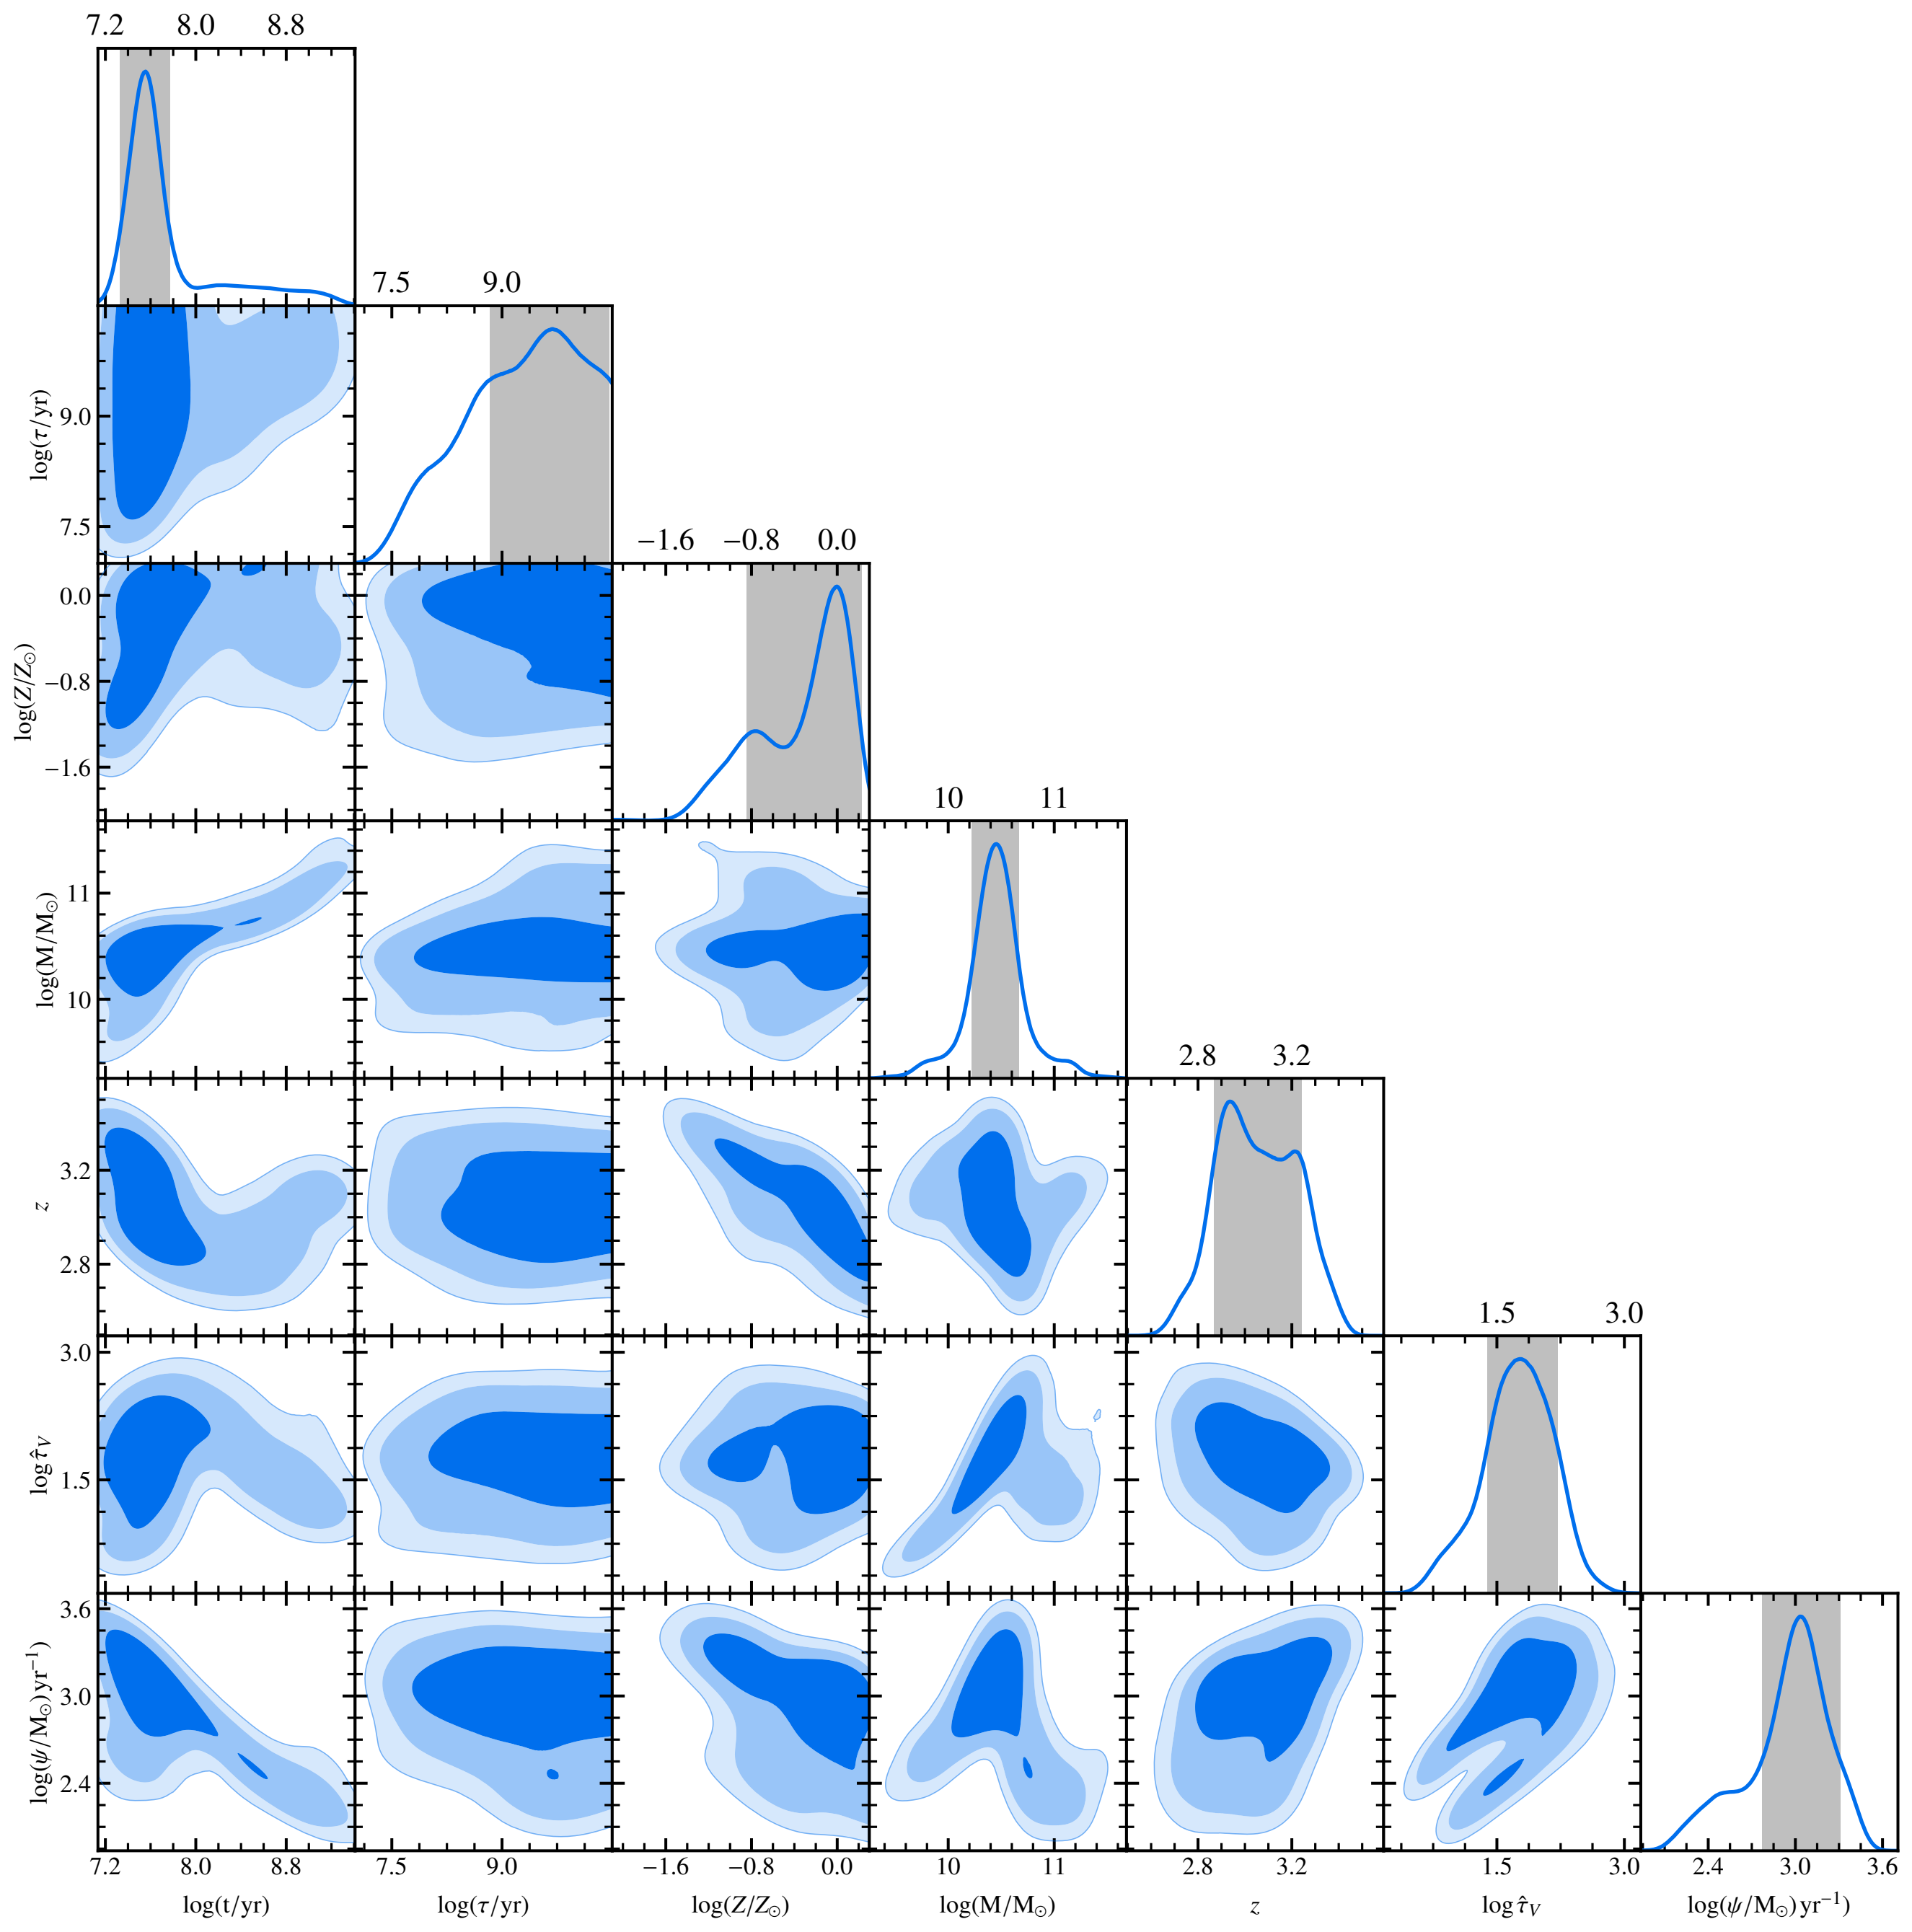 7.2 8.0 8.8
7.5 9.0
log(τ/yr)
9.0
7.5
−1.6 −0.8 0.0
log(Z/Z⊙)
0.0
−0.8
−1.6
10 11
log(M/M⊙)
11
10
2.8 3.2
z
3.2
2.8
1.5 3.0
log τ̂V
3.0
1.5
log(ψ/M⊙) yr⁻¹
3.6
3.0
2.4
7.2 8.0 8.8 7.5 9.0 −1.6 −0.8 0.0 10 11 2.8 3.2 1.5 3.0 2.4 3.0 3.6
log(t/yr) log(τ/yr) log(Z/Z⊙) log(M/M⊙) z log τ̂V log(ψ/M⊙) yr⁻¹